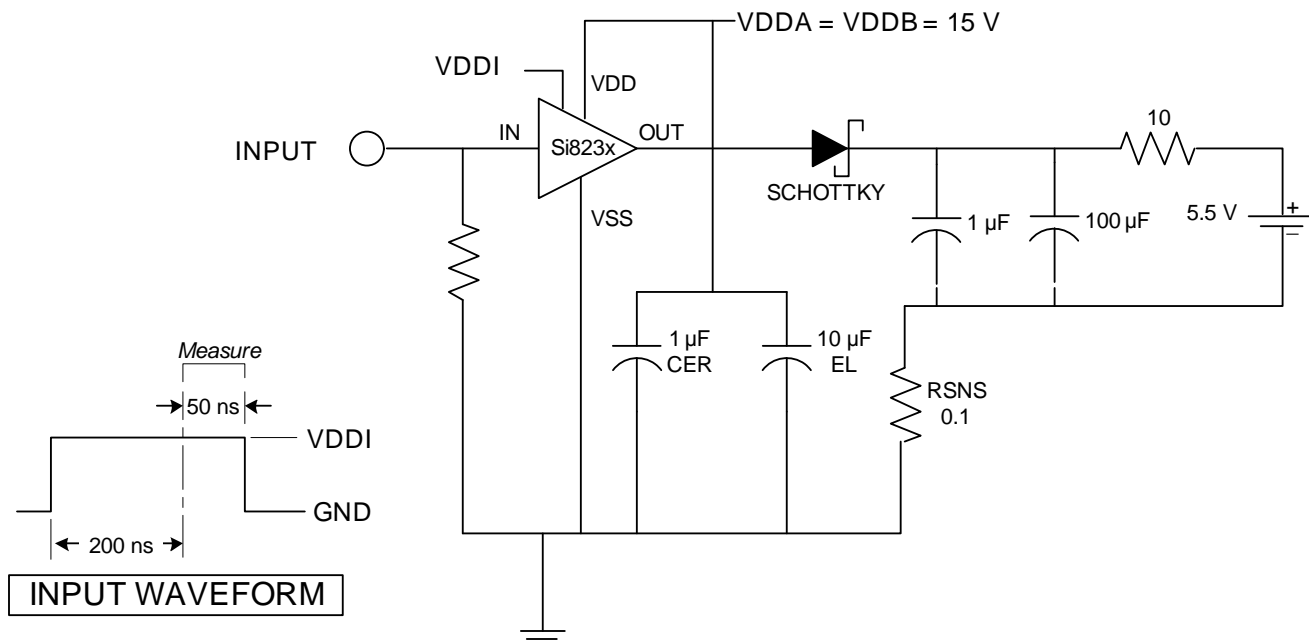 VDDA = VDDB = 15 V
VDDI
VDD
10
INPUT
IN
Si823x
OUT
SCHOTTKY
VSS
1 µF
100 µF
5.5 V
+
–
1 µF
CER
10 µF
EL
RSNS
0.1
Measure
50 ns
VDDI
GND
200 ns
INPUT WAVEFORM